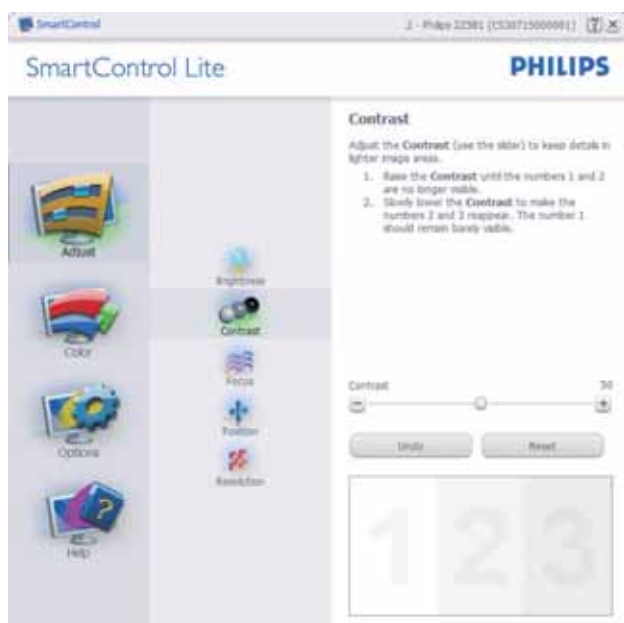 SmartControl
SmartControl Lite
PHILIPS
Adjust
Color
Options
Help
Brightness
Contrast
Focus
Position
Resolution
Contrast
Adjust the Contrast (use the slider) to keep details in
lighter image areas.
1. Raise the Contrast until the numbers 1 and 2
are no longer visible.
2. Slowly lower the Contrast to make the
numbers 2 and 3 reappear. The number 1
should remain barely visible.
Contrast 50
Undo Reset
1 2 3